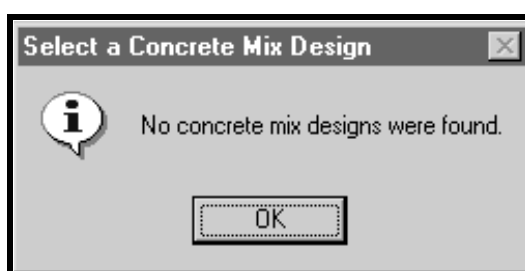 Select a Concrete Mix Design
No concrete mix designs were found.
OK